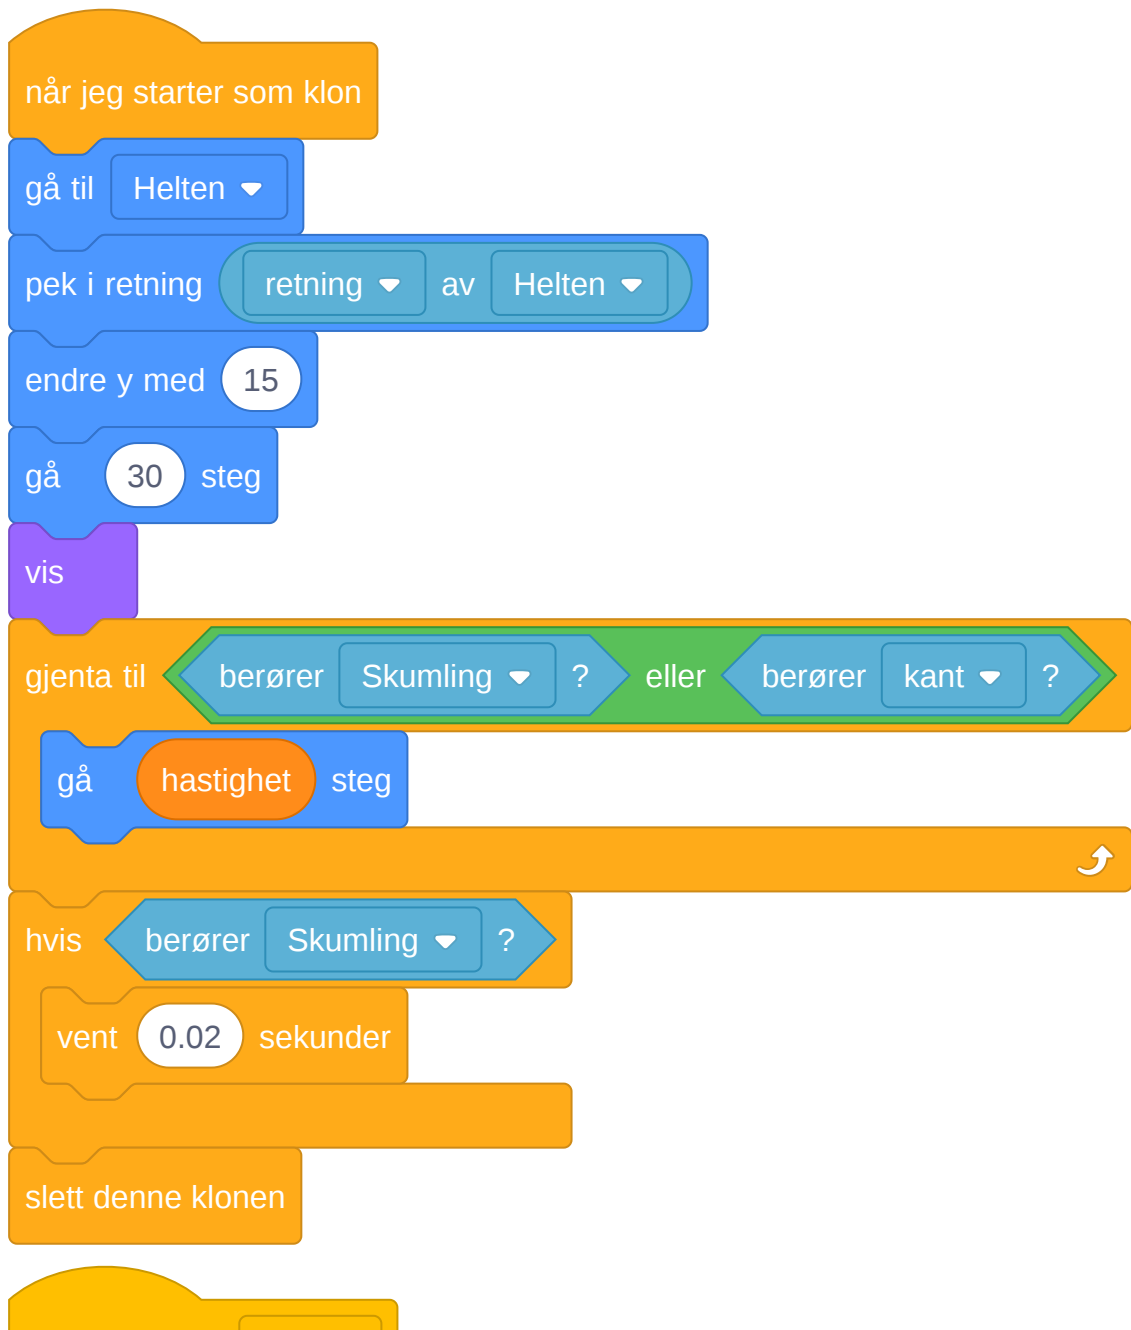 når jeg starter som klon
gå til Helten
pek i retning retning av Helten
endre y med 15
gå 30 steg
vis
gjenta til berører Skumling ? eller berører kant ?
gå hastighet steg
hvis berører Skumling ?
vent 0.02 sekunder
slett denne klonen